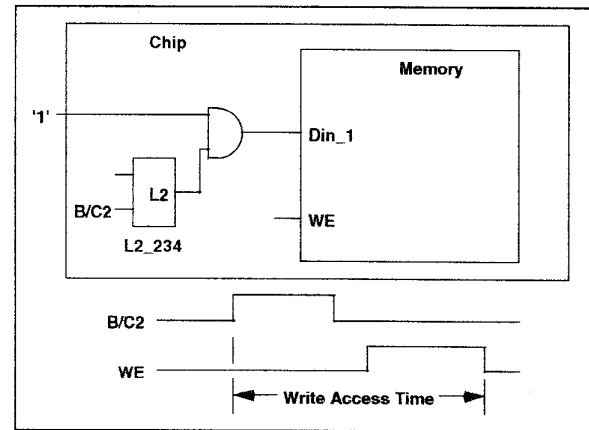 Chip
Memory
'1'
Din_1
L2
B/C2
WE
L2_234
B/C2
WE
Write Access Time